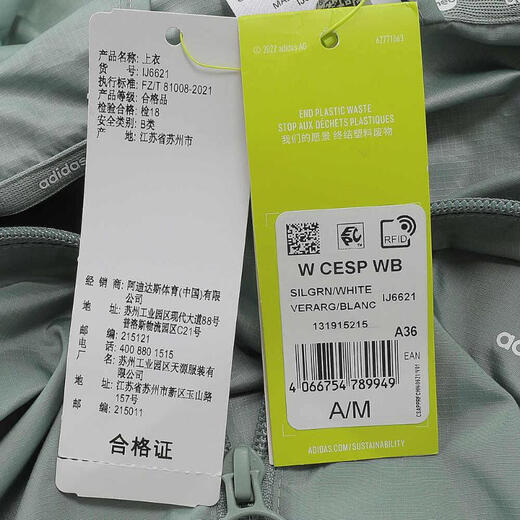 产品名称: 上衣
货 号: IJ6621
执行标准: FZ/T 81008-2021
产品等级: 合格品
检验合格: 检18
安全类别: B类
产 地: 江苏省苏州市
经 销 商: 阿迪达斯体育(中国)有限公司
地 址: 苏州工业园区现代大道88号
普格斯物流园区C21号
邮 编: 215121
电 话: 400 880 1515
制 造 商: 苏州工业园区天源服装有限公司
地 址: 江苏省苏州市新区玉山路157号
邮 编: 215011
合格证
© 2022 adidas AG
62771063
END PLASTIC WASTE
STOP AUX DÉCHETS PLASTIQUES
我们的愿景 终结塑料废物
RFID
W CESP WB
SILGRN/WHITE
IJ6621
VERARG/BLANC
131915215
A36
EAN
4 066754 789949
A/M
ADIDAS.COM/SUSTAINABILITY
adidas
adidas